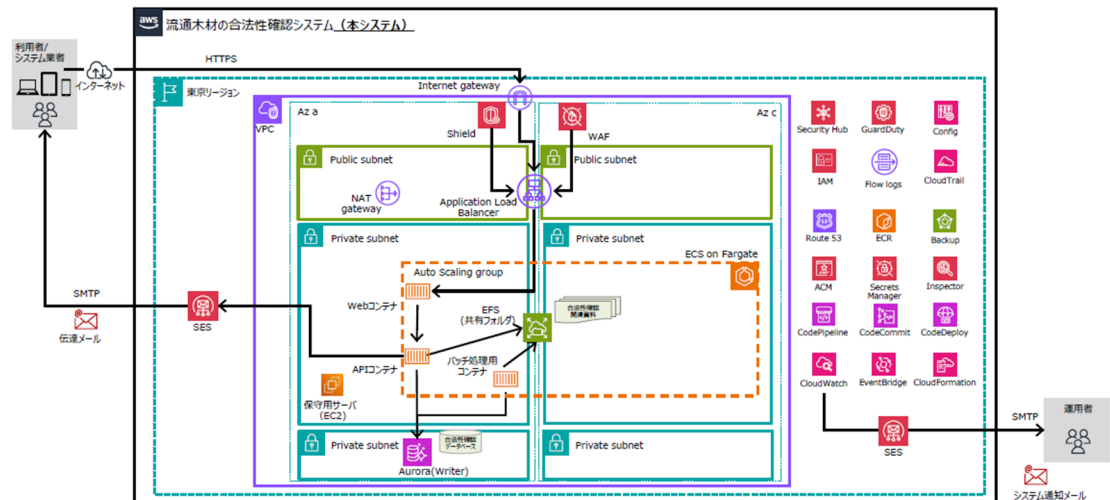 aws
流通木材の合法性確認システム（本システム）
利用者/
システム業者
HTTPS
インターネット
Internet gateway
東京リージョン
VPC
Az a
Az c
Shield
WAF
Public subnet
Public subnet
NAT
gateway
Application Load
Balancer
Private subnet
Private subnet
ECS on Fargate
Auto Scaling group
Webコンテナ
EFS
(共有フォルダ)
合法性確認
関連資料
APIコンテナ
バッチ処理用
コンテナ
保守用サーバ
(EC2)
Private subnet
Private subnet
合法性確認
データベース
Aurora(Writer)
SMTP
伝達メール
SES
Security Hub
GuardDuty
Config
IAM
Flow logs
CloudTrail
Route 53
ECR
Backup
ACM
Secrets
Manager
Inspector
CodePipeline
CodeCommit
CodeDeploy
CloudWatch
EventBridge
CloudFormation
SES
SMTP
運用者
システム通知メール